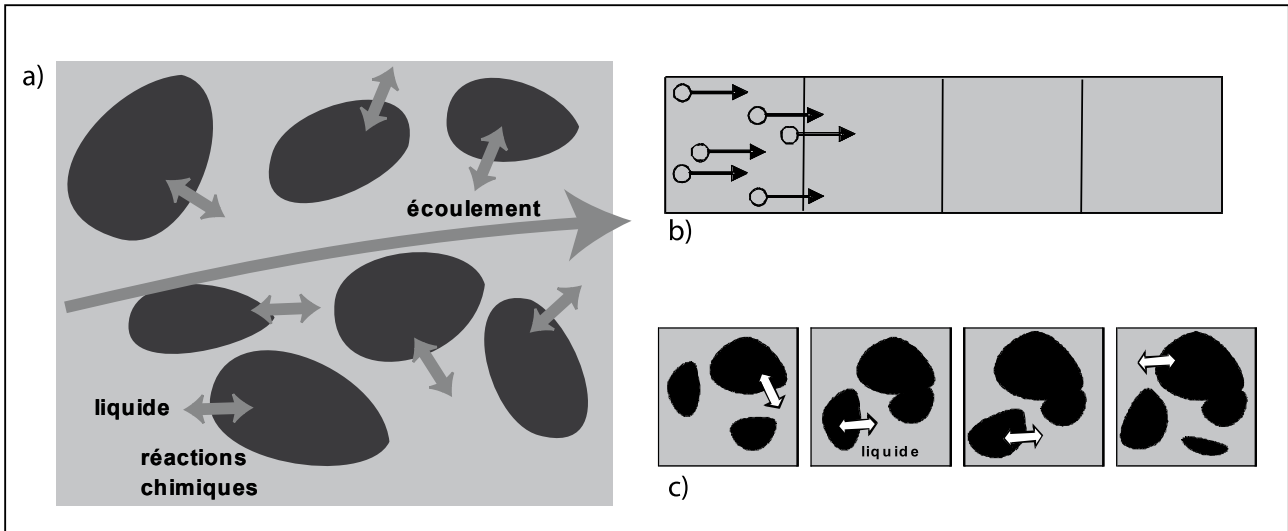 a)
écoulement
liquide
réactions
chimiques
b)
liquide
c)